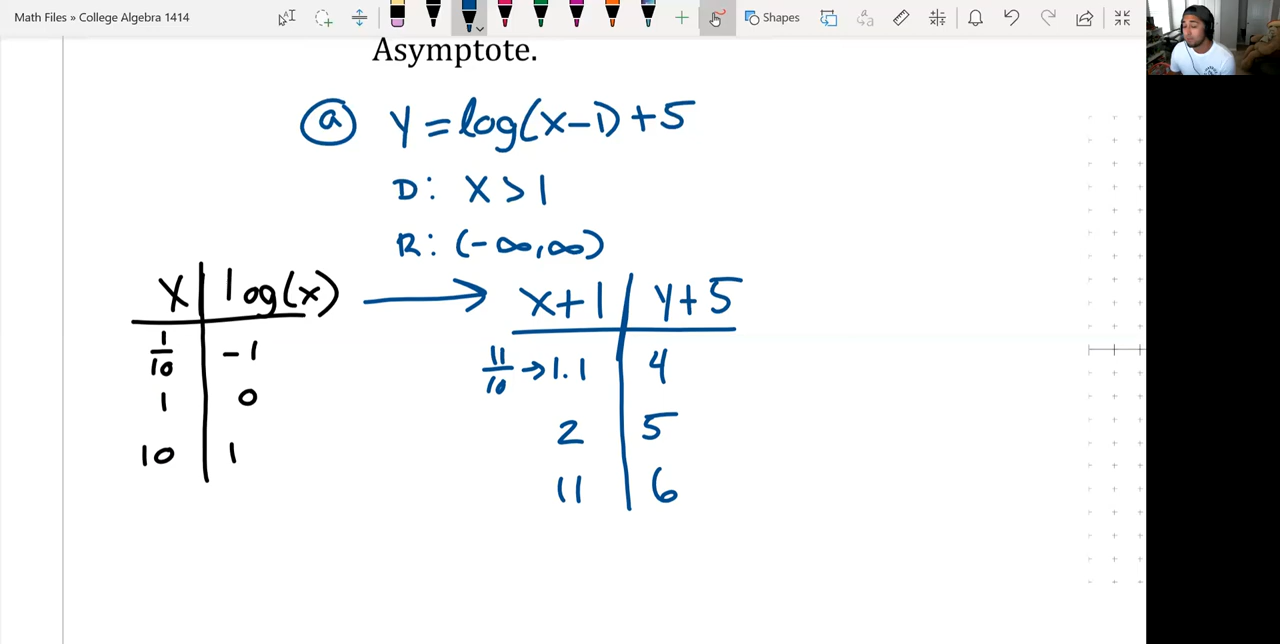 Math Files » College Algebra 1414
Shapes
Asymptote.
ⓐ y = log(x-1) + 5
D: x > 1
R: (-∞,∞)
x | log(x) → x+1 | y+5
1/10 | -1
11/10 → 1.1 | 4
1 | 0
2 | 5
10 | 1
11 | 6